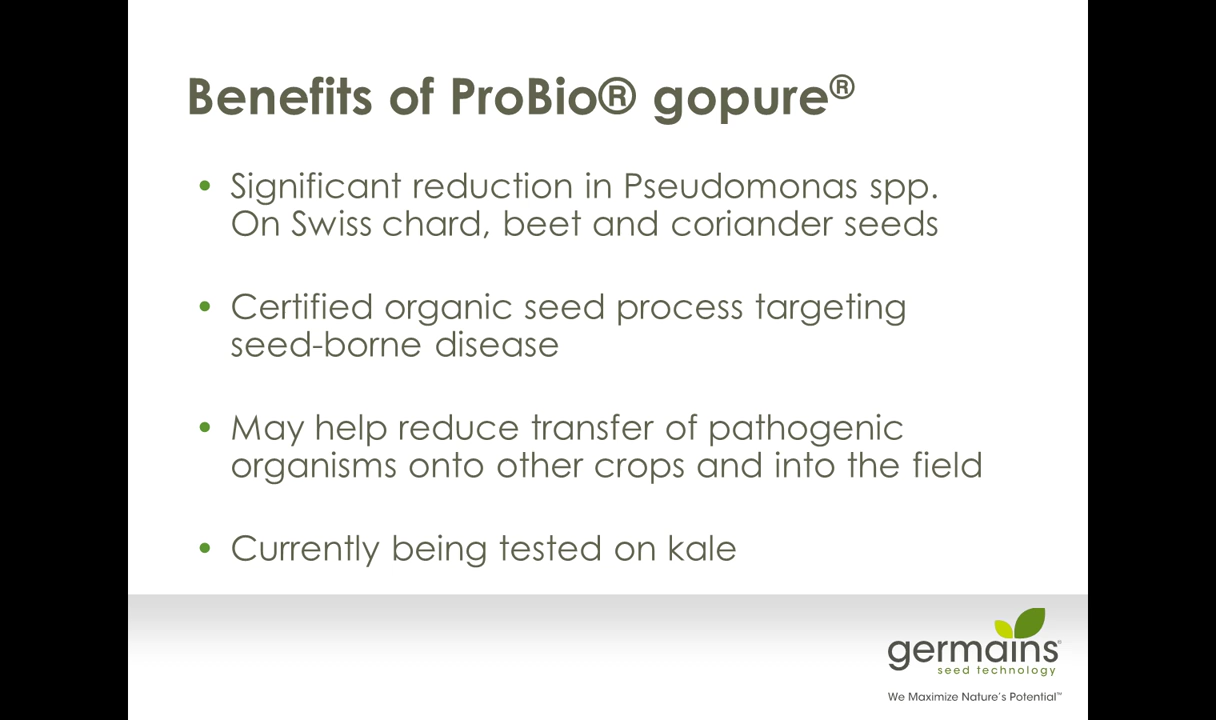 Benefits of ProBio® gopure®
• Significant reduction in Pseudomonas spp.
On Swiss chard, beet and coriander seeds
• Certified organic seed process targeting
seed-borne disease
• May help reduce transfer of pathogenic
organisms onto other crops and into the field
• Currently being tested on kale
germains®
seed technology
We Maximize Nature's Potential™